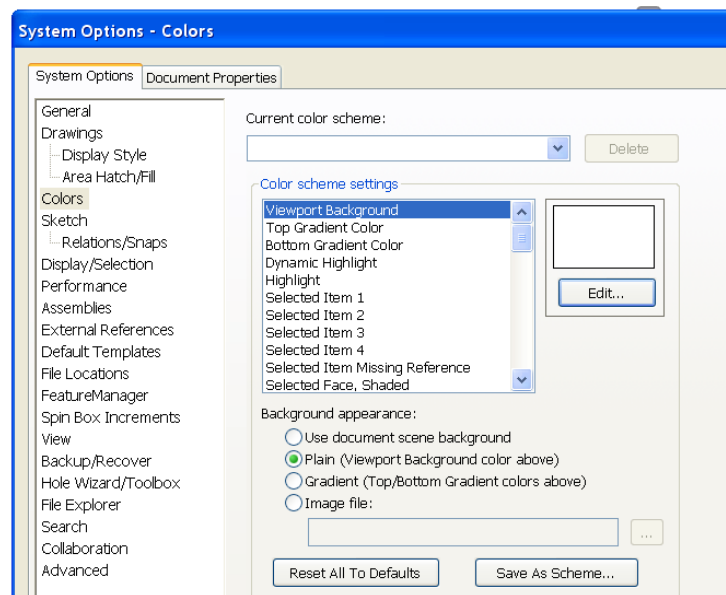 System Options - Colors
System Options
Document Properties
General
Drawings
Display Style
Area Hatch/Fill
Colors
Sketch
Relations/Snaps
Display/Selection
Performance
Assemblies
External References
Default Templates
File Locations
FeatureManager
Spin Box Increments
View
Backup/Recover
Hole Wizard/Toolbox
File Explorer
Search
Collaboration
Advanced
Current color scheme:
Delete
Color scheme settings
Viewport Background
Top Gradient Color
Bottom Gradient Color
Dynamic Highlight
Highlight
Selected Item 1
Selected Item 2
Selected Item 3
Selected Item 4
Selected Item Missing Reference
Selected Face, Shaded
Edit...
Background appearance:
Use document scene background
Plain (Viewport Background color above)
Gradient (Top/Bottom Gradient colors above)
Image file:
...
Reset All To Defaults
Save As Scheme...